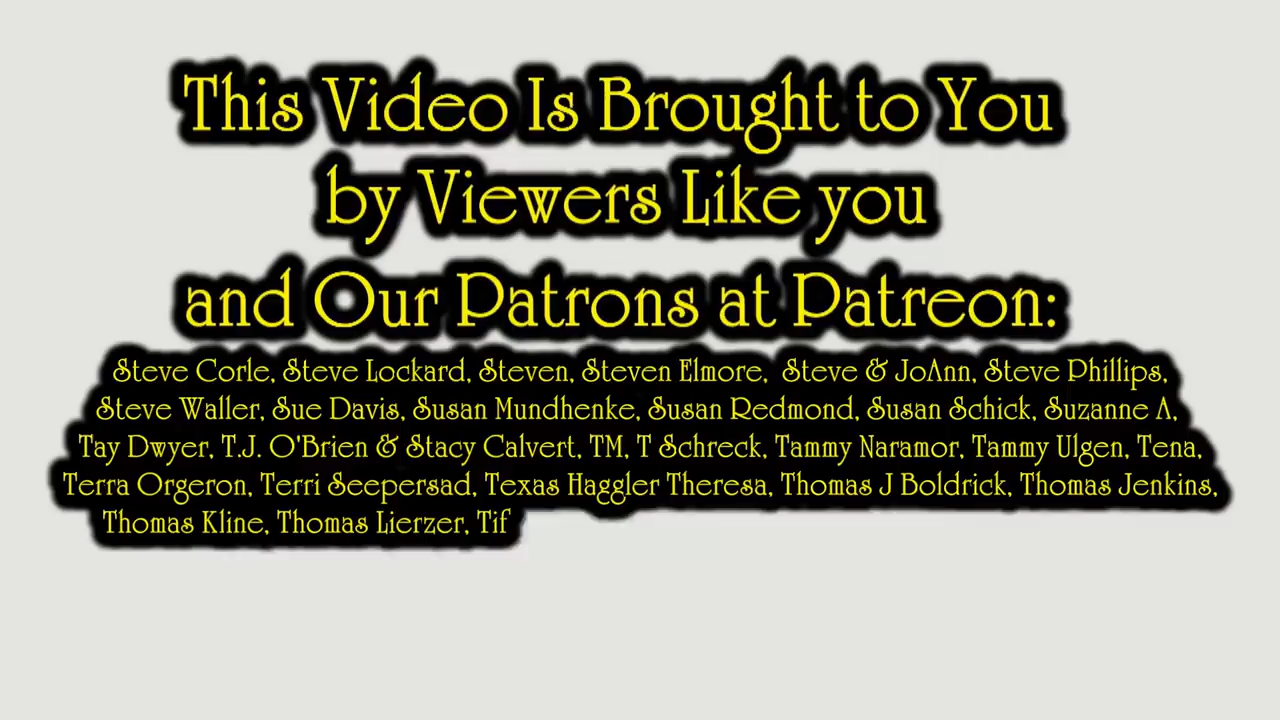 This Video Is Brought to You
by Viewers Like you
and Our Patrons at Patreon:
Steve Corle, Steve Lockard, Steven, Steven Elmore,  Steve & JoAnn, Steve Phillips,
Steve Waller, Sue Davis, Susan Mundhenke, Susan Redmond, Susan Schick, Suzanne A,
Tay Dwyer, T.J. O'Brien & Stacy Calvert, TM, T Schreck, Tammy Naramor, Tammy Ulgen, Tena,
Terra Orgeron, Terri Seepersad, Texas Haggler Theresa, Thomas J Boldrick, Thomas Jenkins,
Thomas Kline, Thomas Lierzer, Tif